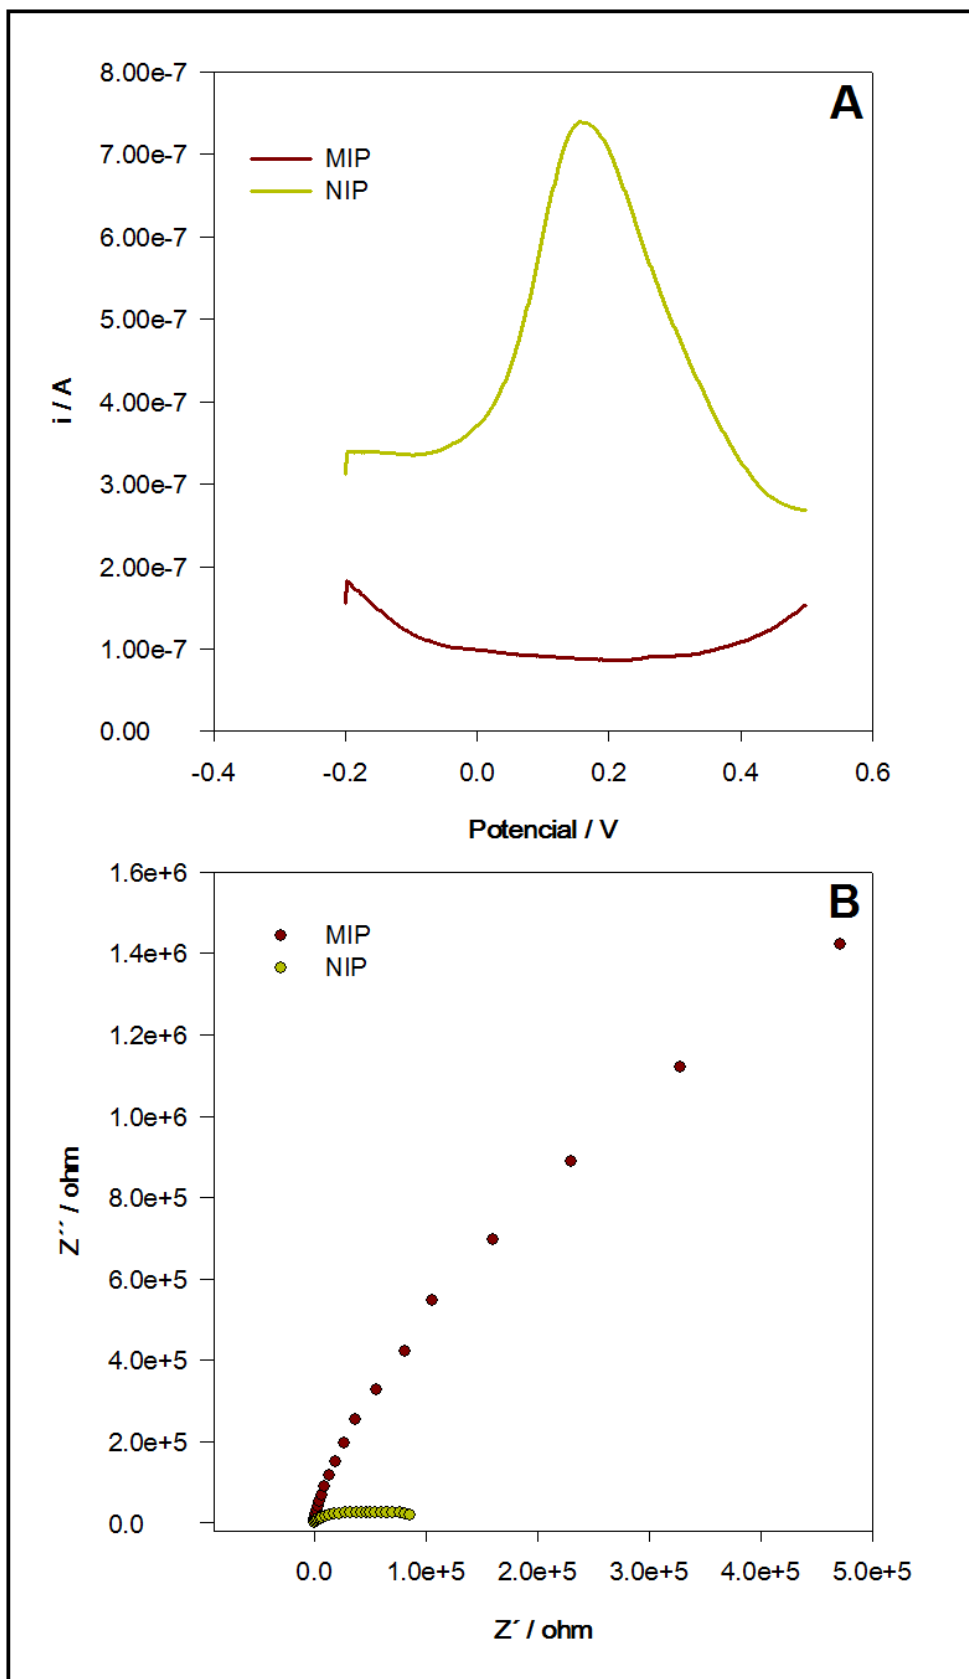 A
8.00e-7
7.00e-7
6.00e-7
5.00e-7
4.00e-7
3.00e-7
2.00e-7
1.00e-7
0.00
i / A
MIP
NIP
-0.4 -0.2 0.0 0.2 0.4 0.6
Potencial / V
B
1.6e+6
1.4e+6
1.2e+6
1.0e+6
8.0e+5
6.0e+5
4.0e+5
2.0e+5
0.0
Z´´ / ohm
MIP
NIP
0.0 1.0e+5 2.0e+5 3.0e+5 4.0e+5 5.0e+5
Z´ / ohm